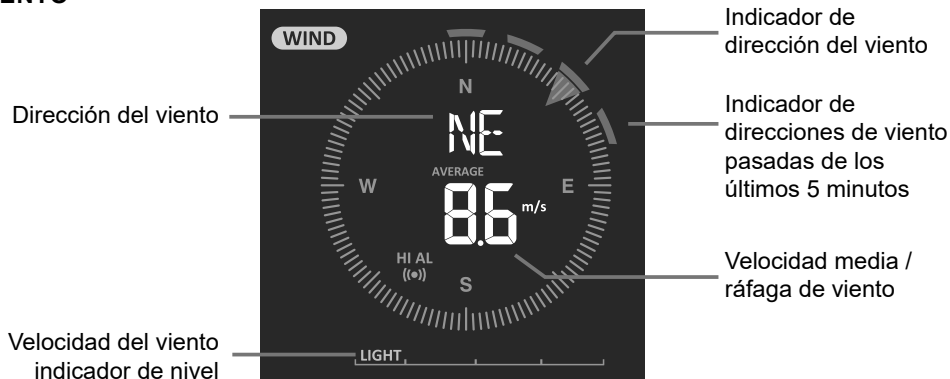 WIND
Indicador de
dirección del viento
Dirección del viento
N
NE
Indicador de
direcciones de viento
pasadas de los
últimos 5 minutos
AVERAGE
W
E
8.6 m/s
HI AL
S
Velocidad media /
ráfaga de viento
Velocidad del viento
indicador de nivel
LIGHT